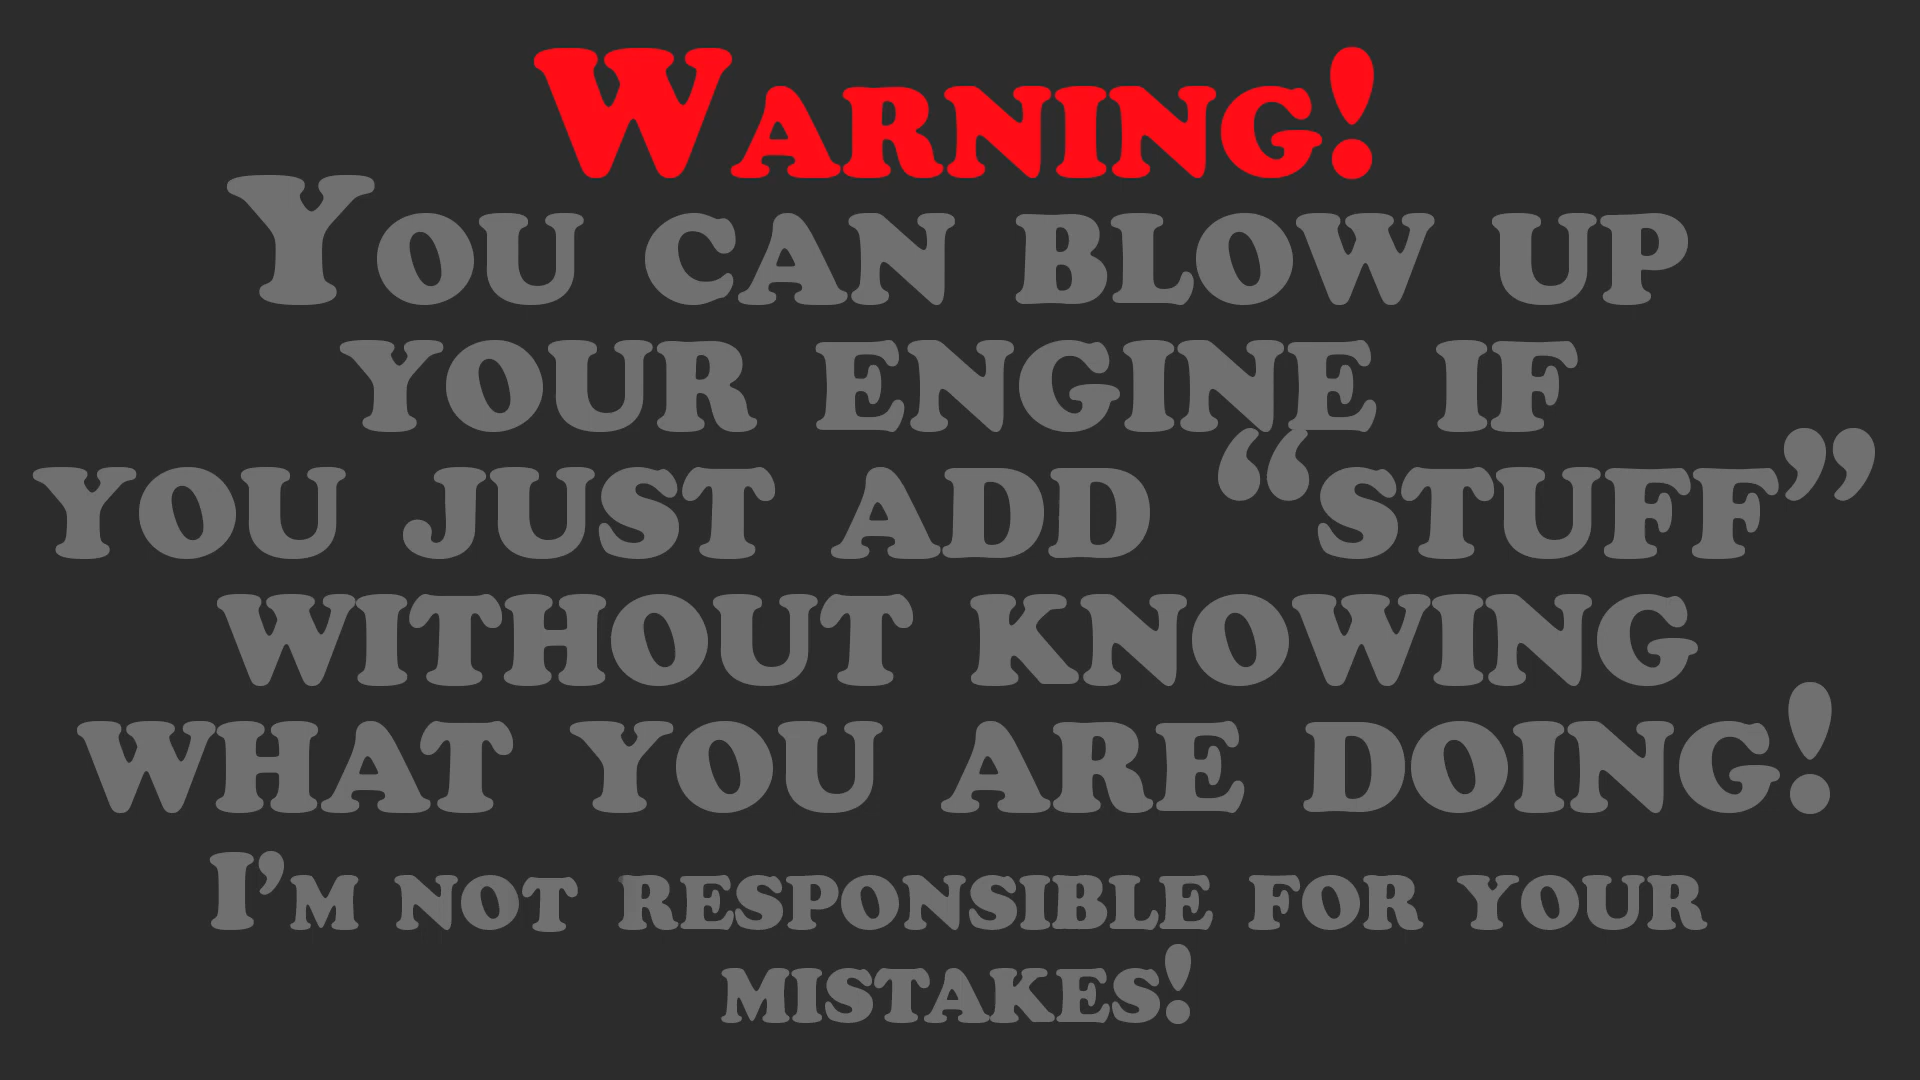 Warning!
You can blow up
your engine if
you just add “stuff”
without knowing
what you are doing!
I’m not responsible for your
mistakes!